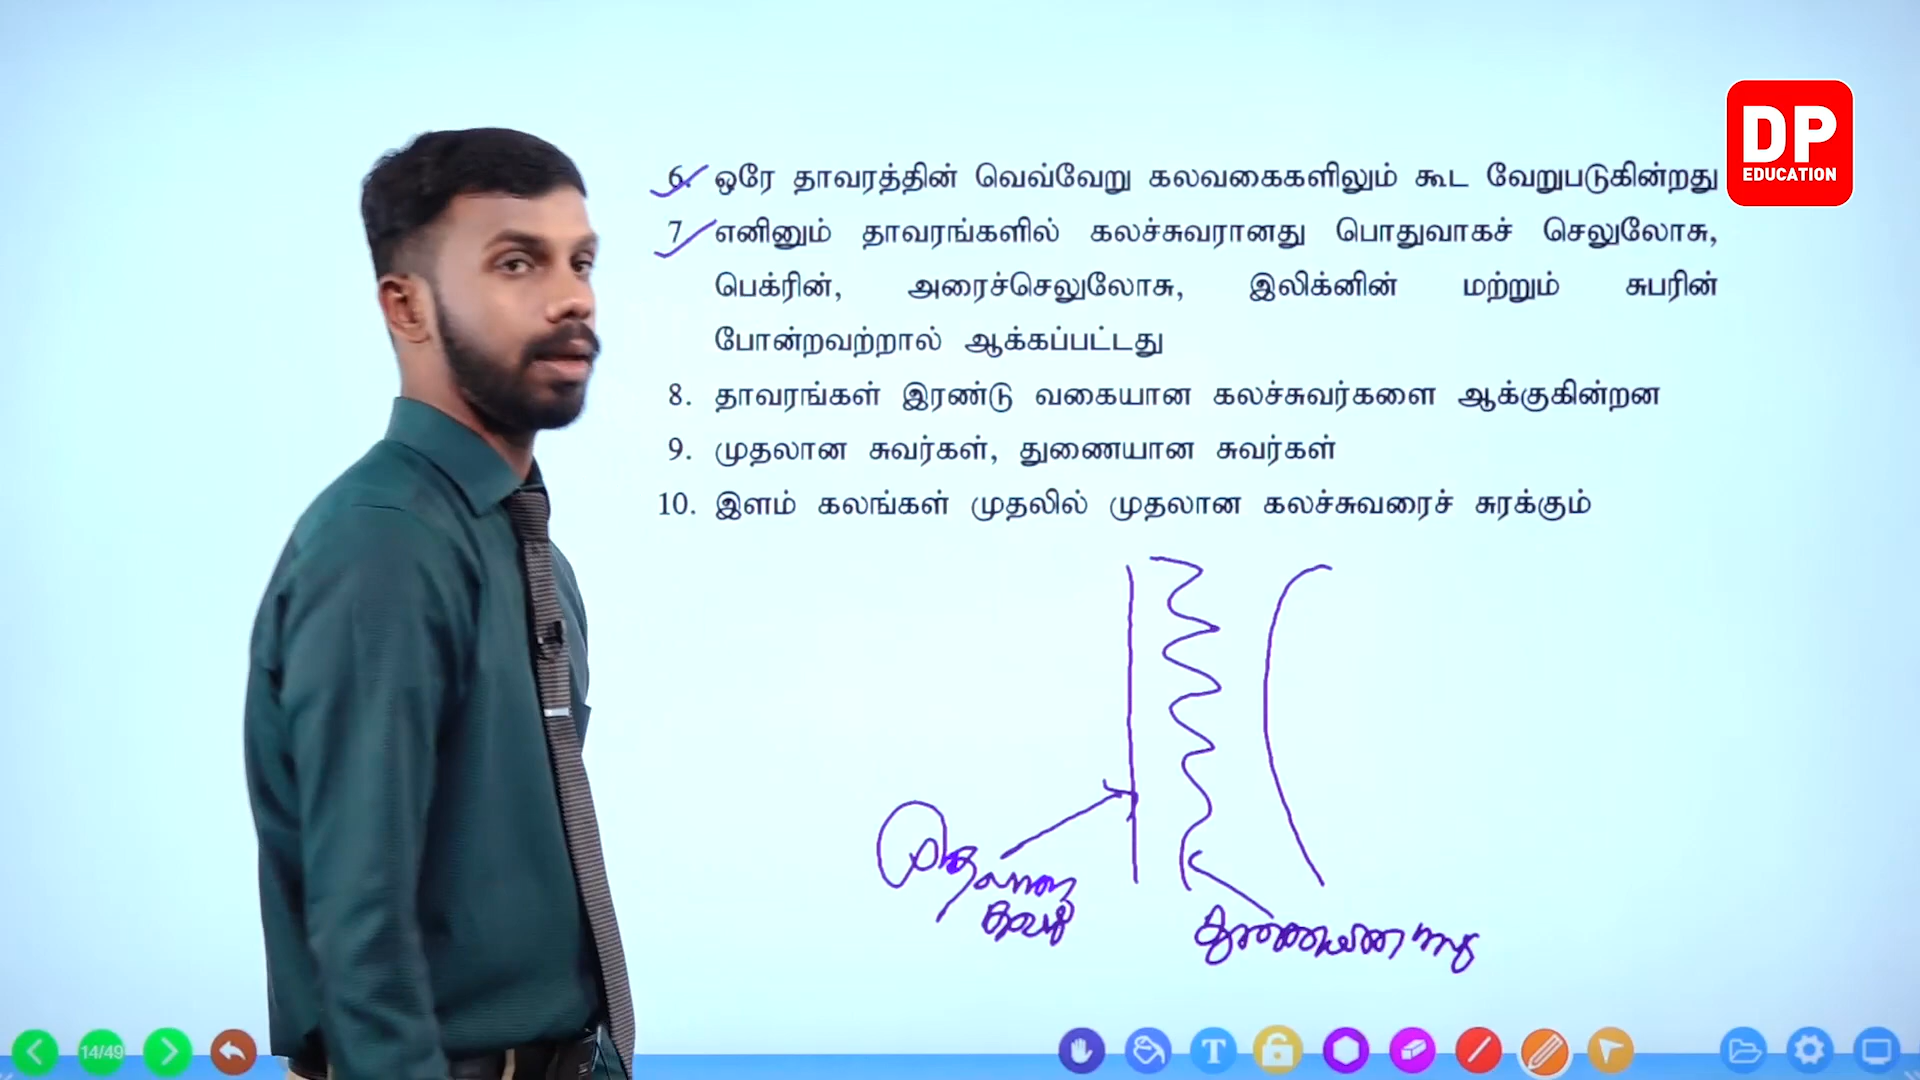 DP
EDUCATION
6. ஒரே தாவரத்தின் வெவ்வேறு கலவகைகளிலும் கூட வேறுபடுகின்றது
7 எனினும் தாவரங்களில் கலச்சுவரானது பொதுவாகச் செலுலோசு,
பெக்ரின், அரைச்செலுலோசு, இலிக்னின் மற்றும் சுபரின்
போன்றவற்றால் ஆக்கப்பட்டது
8. தாவரங்கள் இரண்டு வகையான கலச்சுவர்களை ஆக்குகின்றன
9. முதலான சுவர்கள், துணையான சுவர்கள்
10. இளம் கலங்கள் முதலில் முதலான கலச்சுவரைச் சுரக்கும்
முதலான
சுவர்
14/49
T